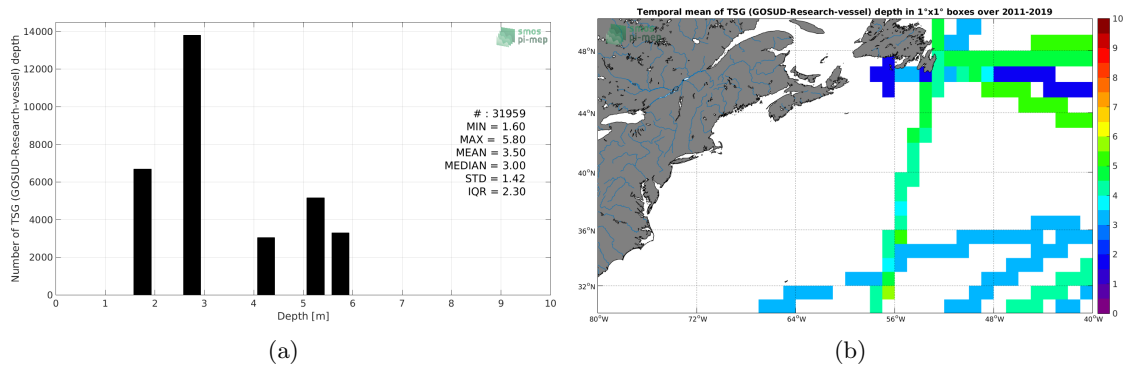 14000
12000
10000
8000
6000
4000
2000
0
Number of TSG (GOSUD-Research-vessel) depth
0 1 2 3 4 5 6 7 8 9 10
Depth [m]
smos
pi-mep
# : 31959
MIN = 1.60
MAX = 5.80
MEAN = 3.50
MEDIAN = 3.00
STD = 1.42
IQR = 2.30
(a)
Temporal mean of TSG (GOSUD-Research-vessel) depth in 1°x1° boxes over 2011-2019
smos
pi-mep
48°N
44°N
40°N
36°N
32°N
80°W 72°W 64°W 56°W 48°W 40°W
10
9
8
7
6
5
4
3
2
1
0
(b)